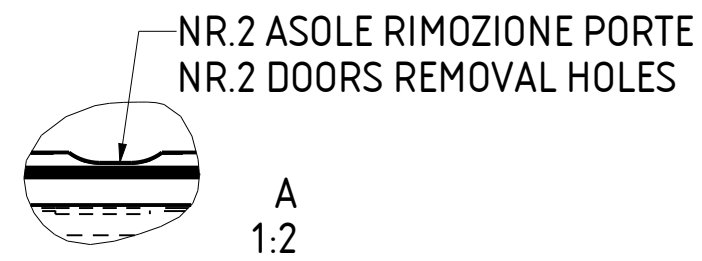 NR.2 ASOLE RIMOZIONE PORTE
NR.2 DOORS REMOVAL HOLES
A
1:2